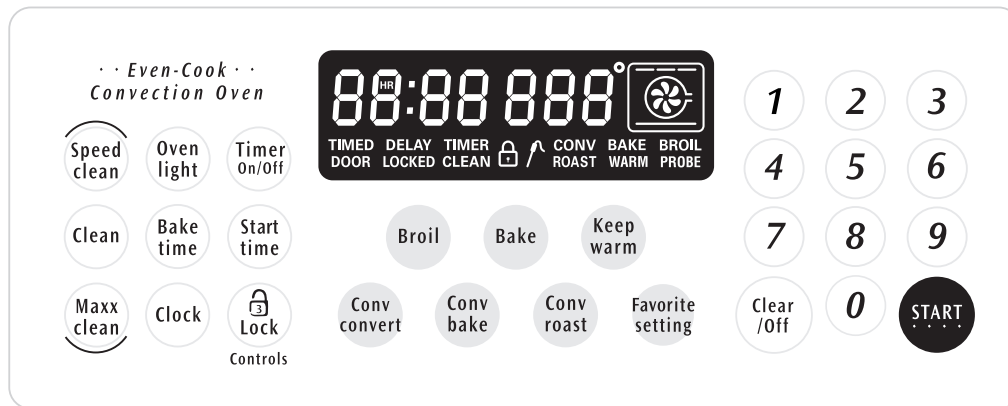 · · Even-Cook · ·
Convection Oven
Speed
clean
Oven
light
Timer
On/Off
Clean
Bake
time
Start
time
Maxx
clean
Clock
3
Lock
Controls
88:88 888°
HR
TIMED DELAY TIMER CONV BAKE BROIL
DOOR LOCKED CLEAN ROAST WARM PROBE
Broil
Bake
Keep
warm
Conv
convert
Conv
bake
Conv
roast
Favorite
setting
1 2 3
4 5 6
7 8 9
Clear
/Off
0
START